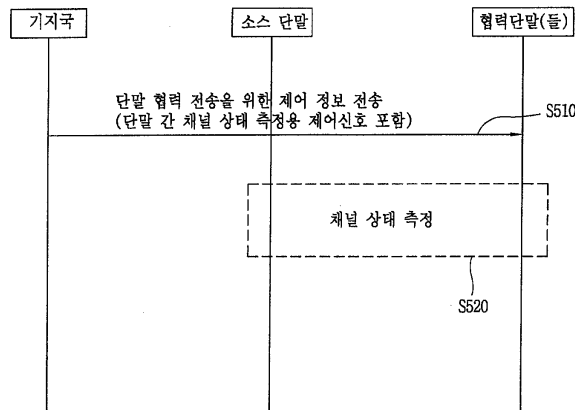 기지국
소스 단말
협력단말(들)
단말 협력 전송을 위한 제어 정보 전송
(단말 간 채널 상태 측정용 제어신호 포함)
S510
채널 상태 측정
S520